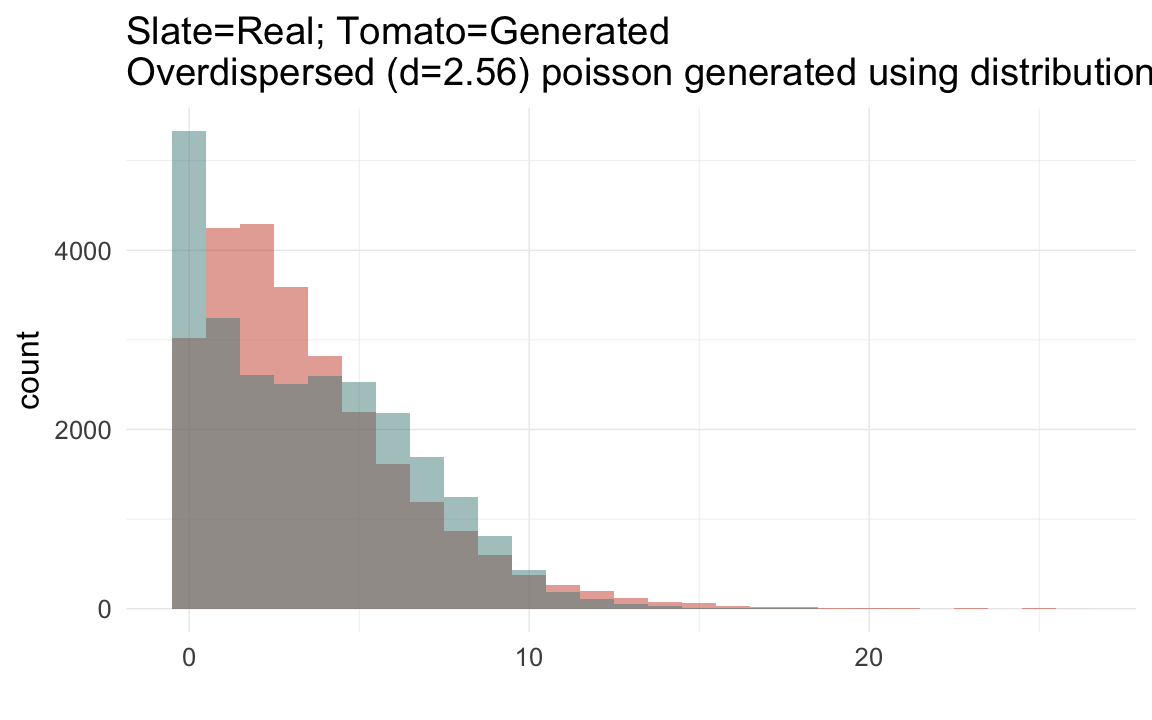 Slate=Real; Tomato=Generated
Overdispersed (d=2.56) poisson generated using distribution
count
4000
2000
0
0
10
20